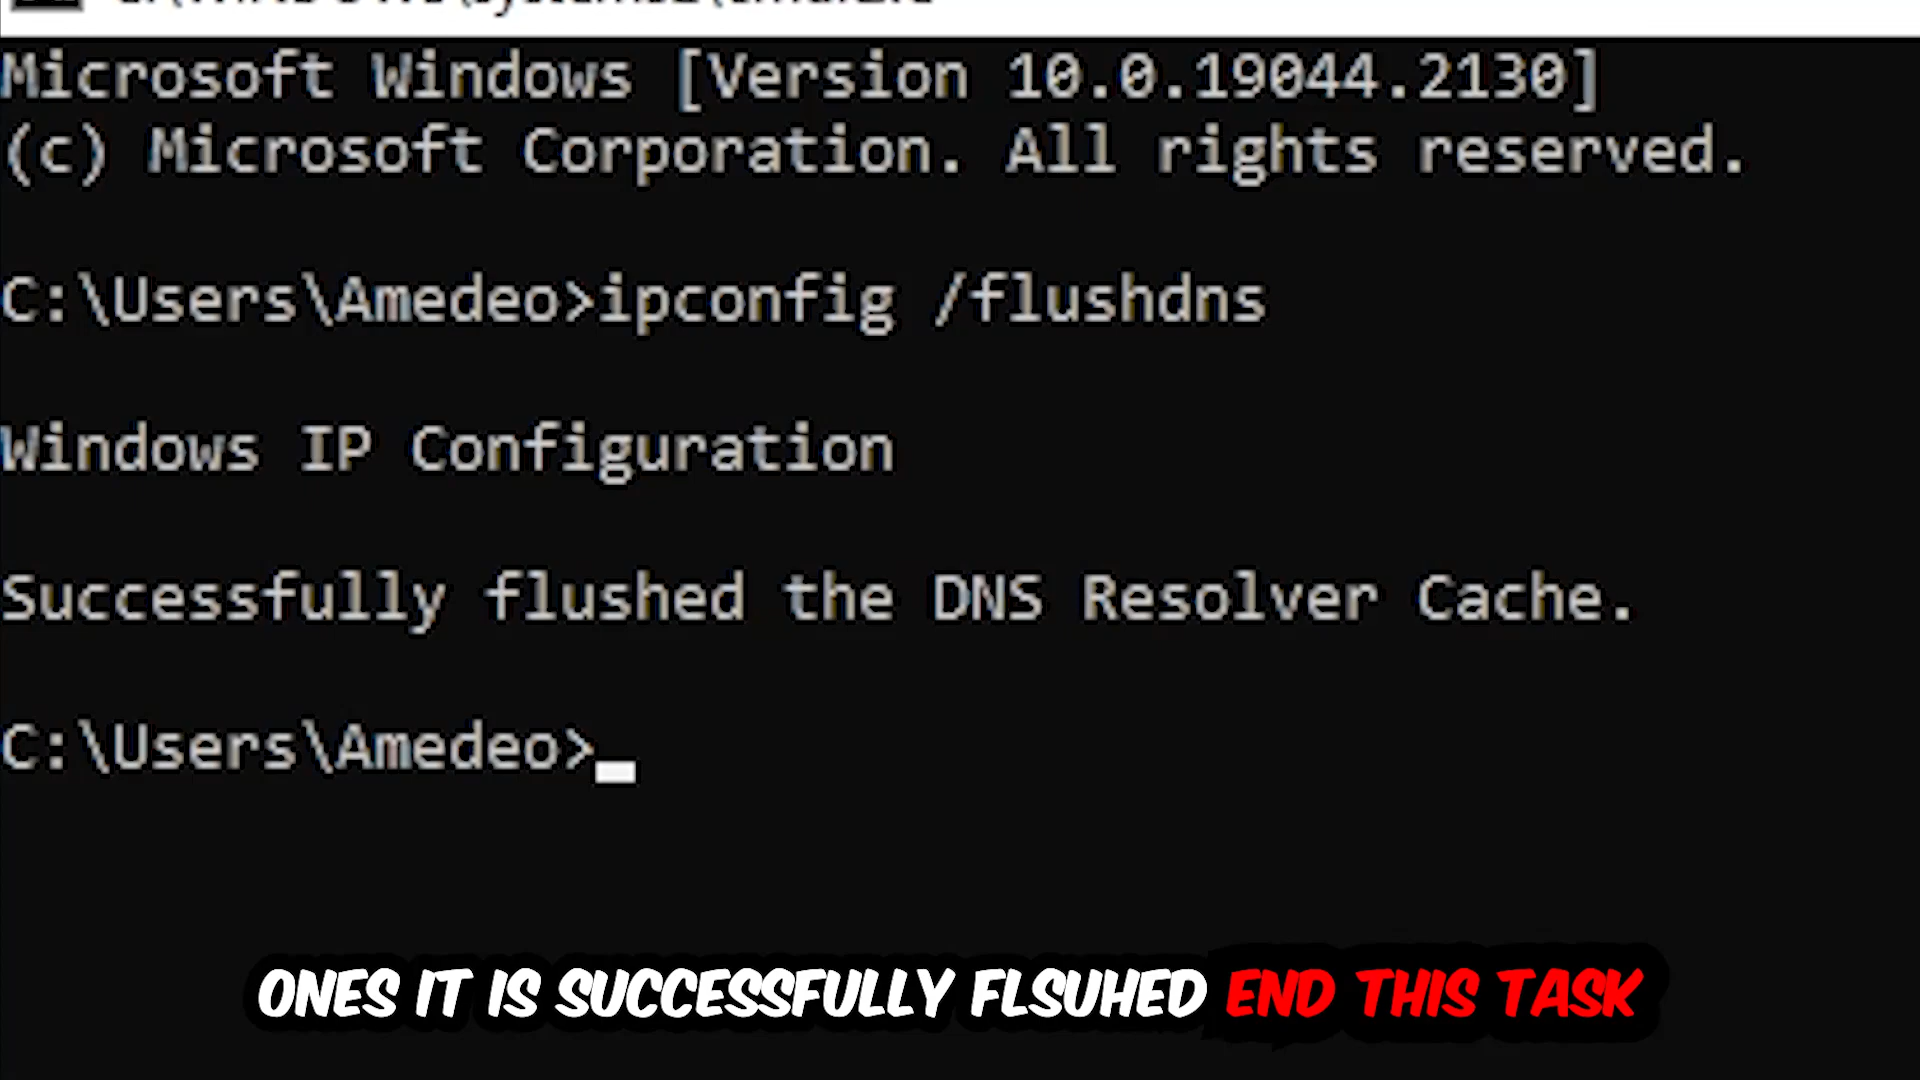 Microsoft Windows [Version 10.0.19044.2130]
(c) Microsoft Corporation. All rights reserved.
C:\Users\Amedeo>ipconfig /flushdns
Windows IP Configuration
Successfully flushed the DNS Resolver Cache.
C:\Users\Amedeo>
ONES IT IS SUCCESSFULLY FLSUHED END THIS TASK